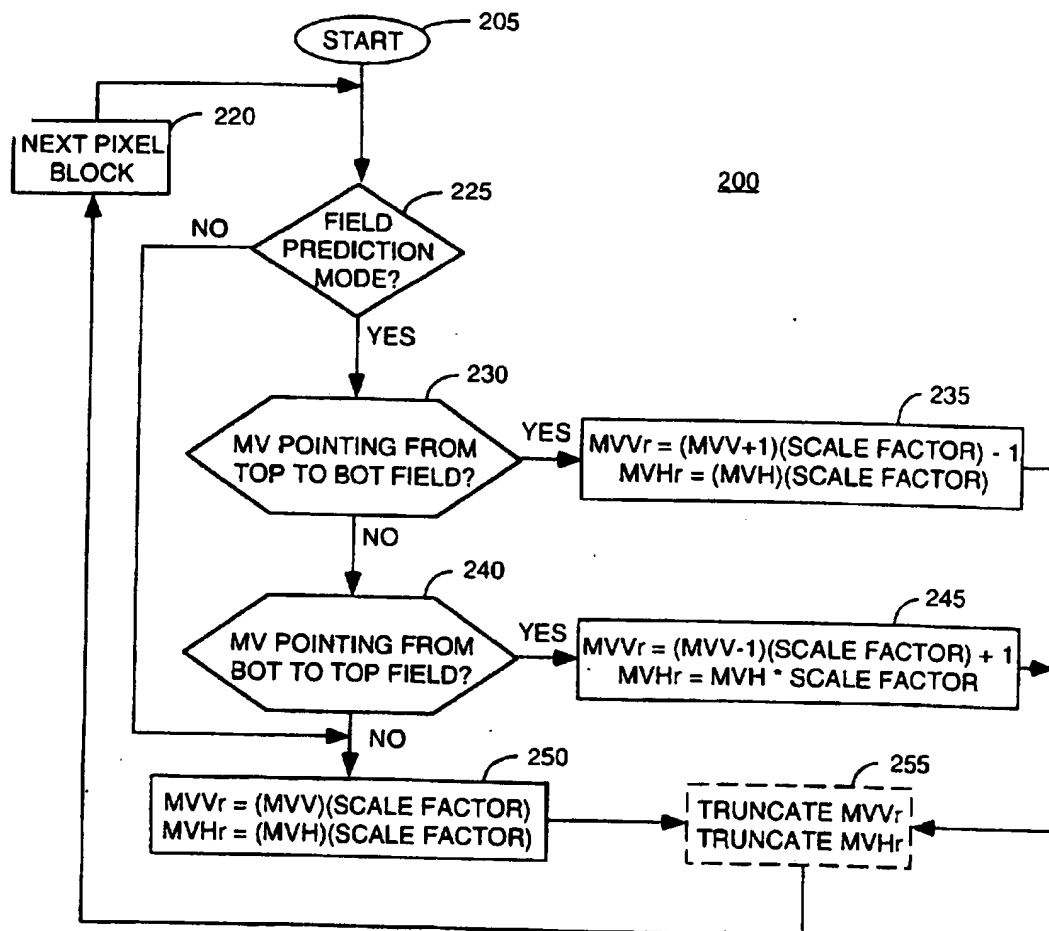 205
START
220
NEXT PIXEL
BLOCK
200
225
NO
FIELD
PREDICTION
MODE?
YES
230
235
MV POINTING FROM
TOP TO BOT FIELD?
YES
MVVr = (MVV+1)(SCALE FACTOR) - 1
MVHr = (MVH)(SCALE FACTOR)
NO
240
245
MV POINTING FROM
BOT TO TOP FIELD?
YES
MVVr = (MVV-1)(SCALE FACTOR) + 1
MVHr = MVH * SCALE FACTOR
NO
250
255
MVVr = (MVV)(SCALE FACTOR)
MVHr = (MVH)(SCALE FACTOR)
TRUNCATE MVVr
TRUNCATE MVHr